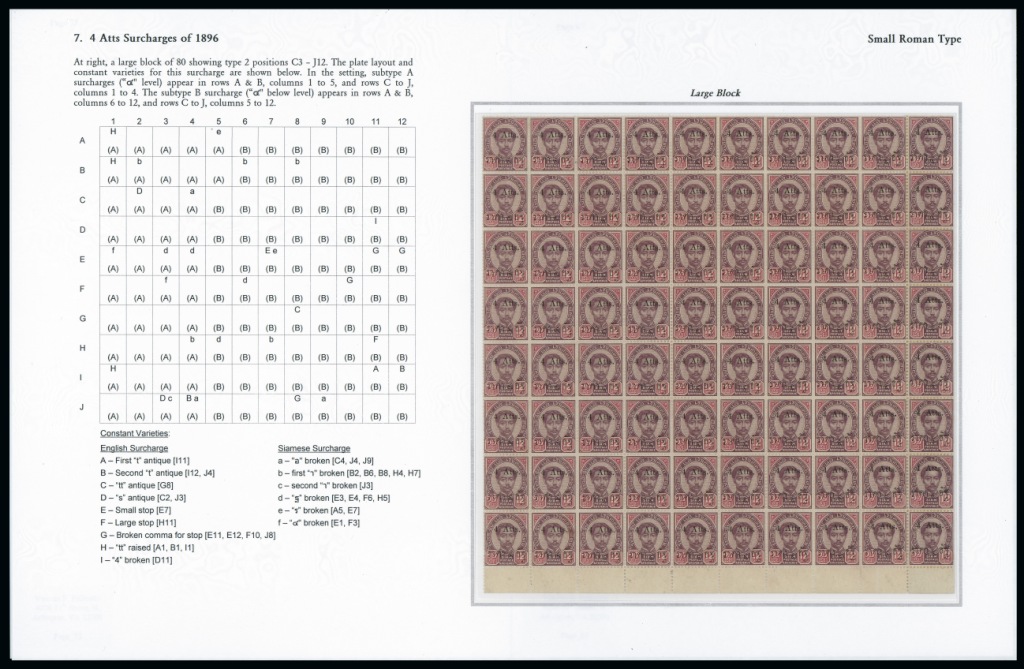 7. 4 Atts Surcharges of 1896
Small Roman Type
At right, a large block of 80 showing type 2 positions C3 – J12. The plate layout and
constant varieties for this surcharge are shown below. In the setting, subtype A
surcharges ("๔" level) appear in rows A & B, columns 1 to 5, and rows C to J,
columns 1 to 4. The subtype B surcharge ("๔" below level) appears in rows A & B,
columns 6 to 12, and rows C to J, columns 5 to 12.
1 2 3 4 5 6 7 8 9 10 11 12
H ' e
A
(A) (A) (A) (A) (A) (B) (B) (B) (B) (B) (B) (B)
H b b b
B
(A) (A) (A) (A) (A) (B) (B) (B) (B) (B) (B) (B)
D a
C
(A) (A) (A) (A) (B) (B) (B) (B) (B) (B) (B) (B)
I
D
(A) (A) (A) (A) (B) (B) (B) (B) (B) (B) (B) (B)
f d d E e G G
E
(A) (A) (A) (A) (B) (B) (B) (B) (B) (B) (B) (B)
f d G
F
(A) (A) (A) (A) (B) (B) (B) (B) (B) (B) (B) (B)
C
G
(A) (A) (A) (A) (B) (B) (B) (B) (B) (B) (B) (B)
b d b F
H
(A) (A) (A) (A) (B) (B) (B) (B) (B) (B) (B) (B)
H A B
I
(A) (A) (A) (A) (B) (B) (B) (B) (B) (B) (B) (B)
D c B a G a
J
(A) (A) (A) (A) (B) (B) (B) (B) (B) (B) (B) (B)
Constant Varieties:
English Surcharge
A – First "t" antique [I11]
B – Second "t" antique [I12, J4]
C – "tt" antique [G8]
D – "s" antique [C2, J3]
E – Small stop [E7]
F – Large stop [H11]
G – Broken comma for stop [E11, E12, F10, J8]
H – "tt" raised [A1, B1, I1]
I – "4" broken [D11]
Siamese Surcharge
a – broken [C4, J4, J9]
b – first "า" broken [B2, B6, B8, H4, H7]
c – second "า" broken [J3]
d – broken [E3, E4, F6, H5]
e – broken [A5, E7]
f – "๔" broken [E1, F3]
Large Block